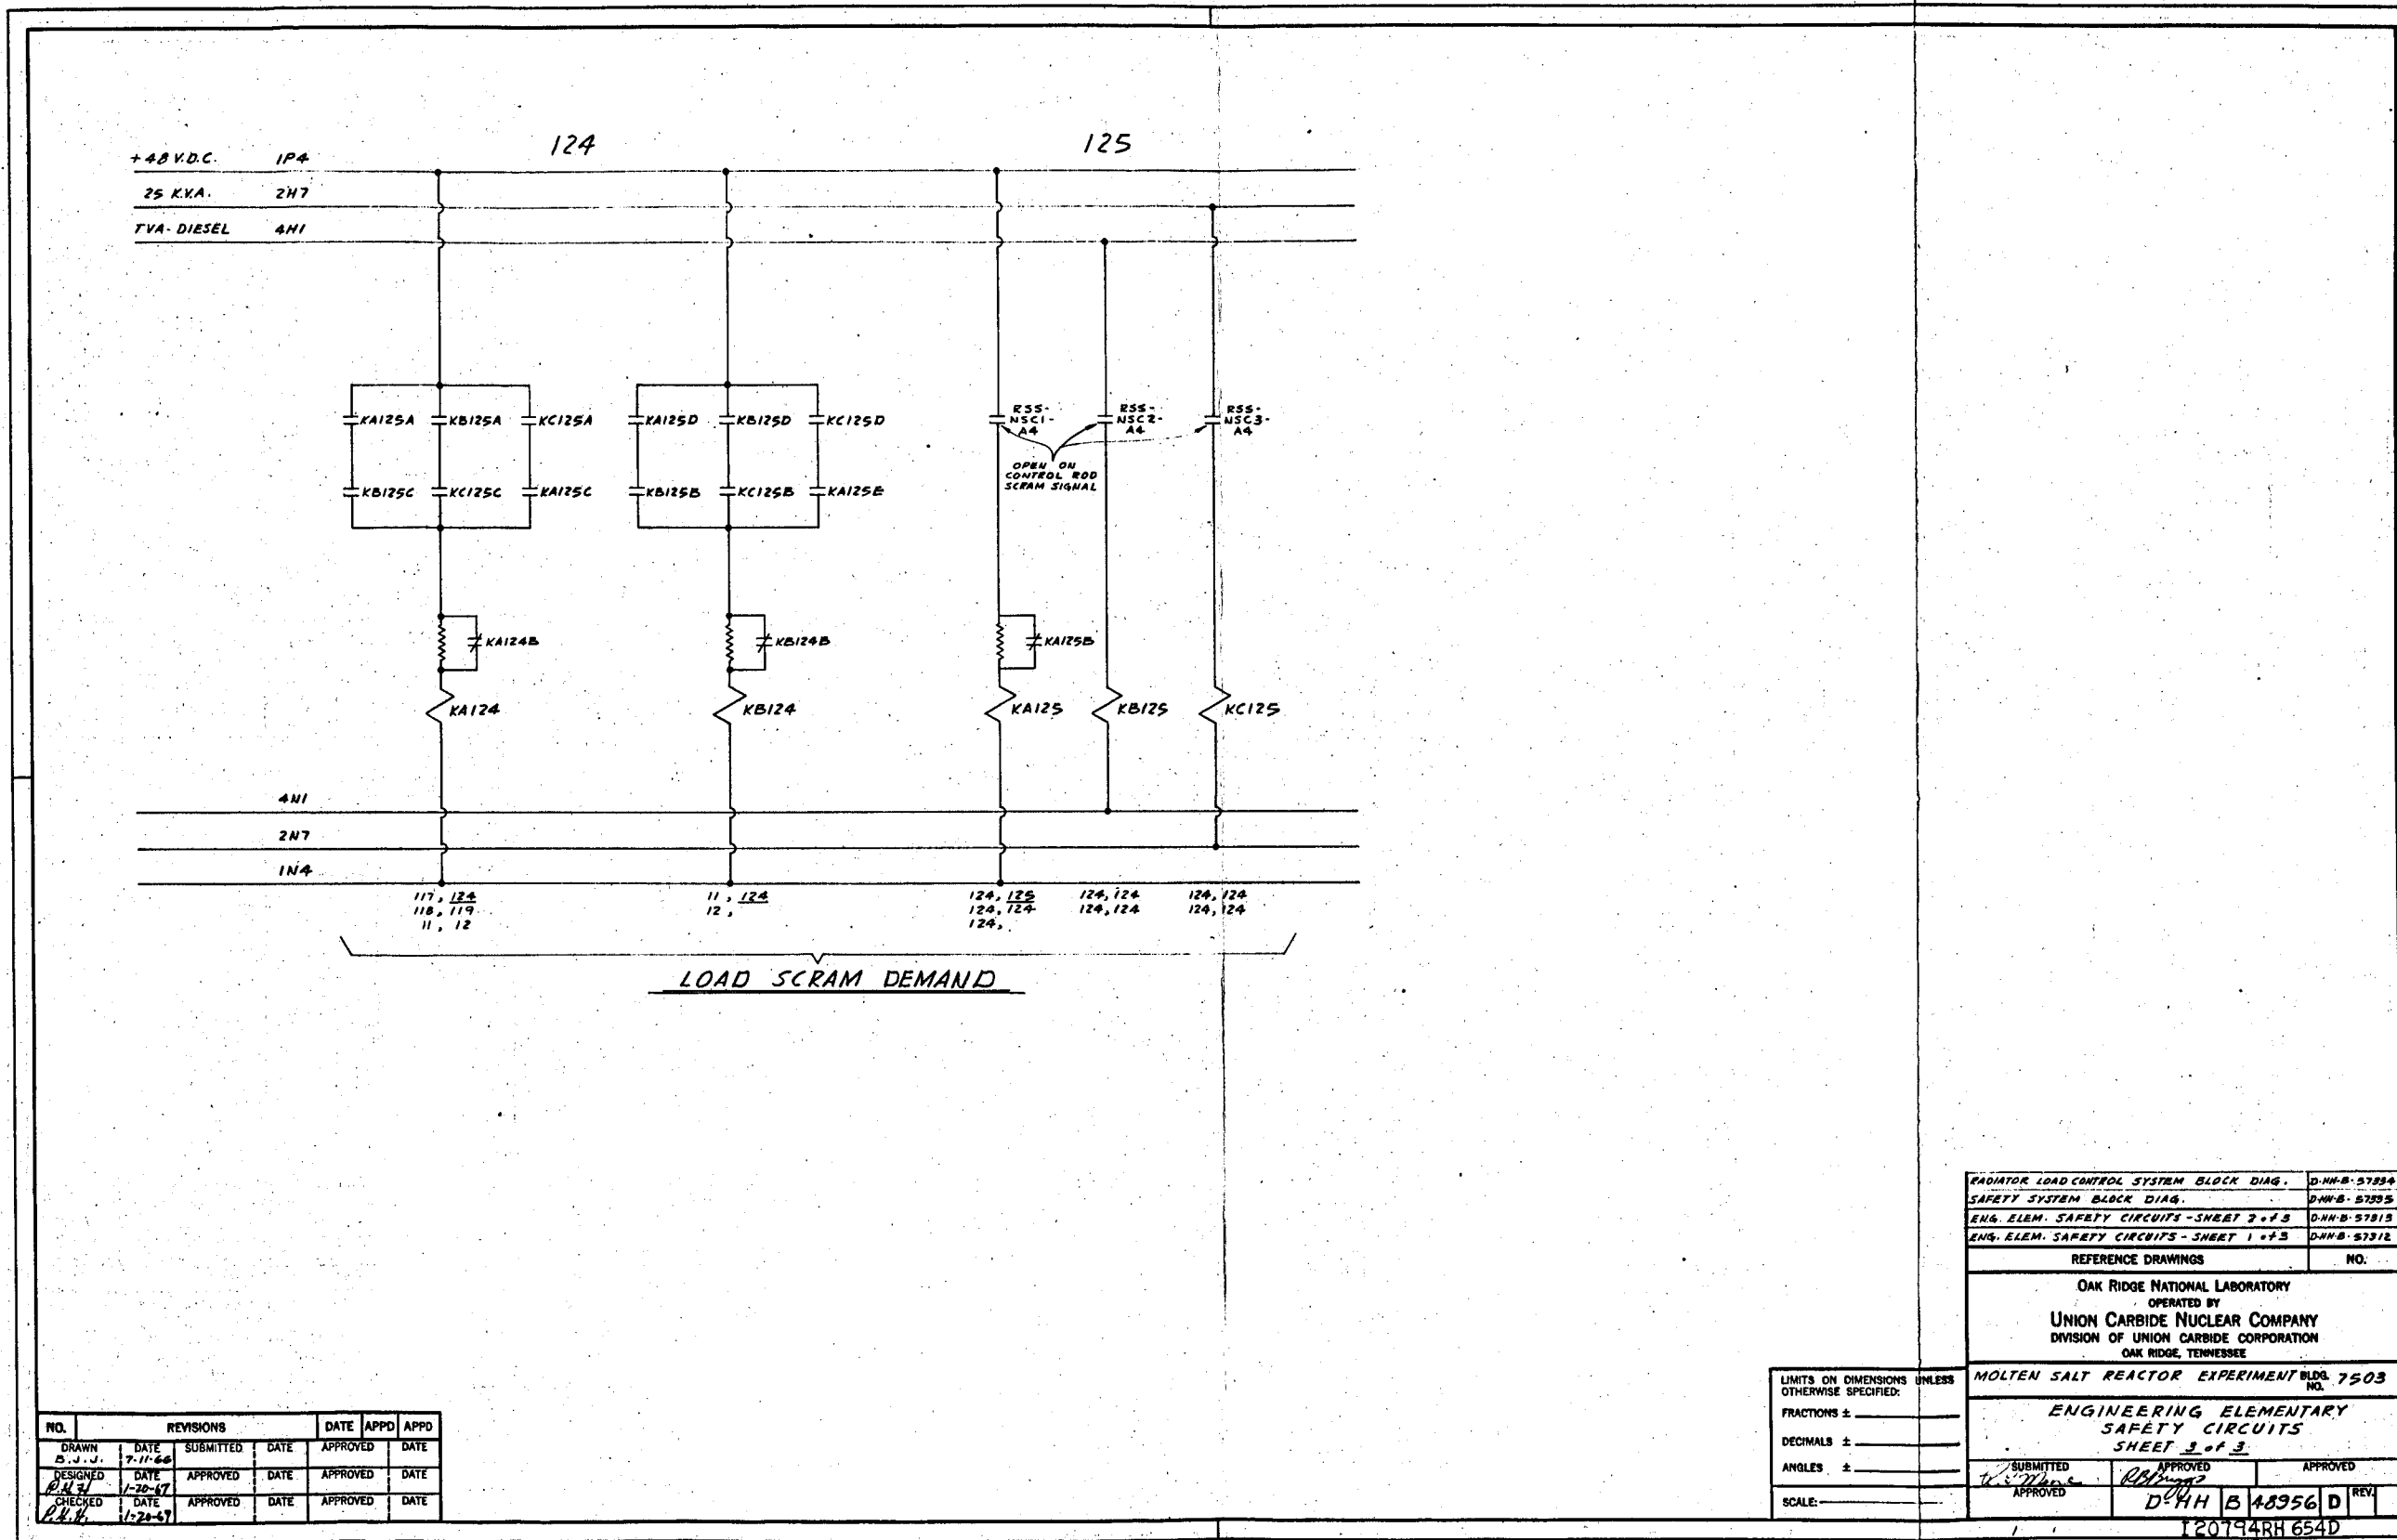 124 125
+48 V.D.C. 1P4
25 K.V.A. 2H7
TVA-DIESEL 4H1
KA125A KB125A KC125A KA125D KB125D KC125D
RSS-NSC1-A4
RSS-NSC2-A4
RSS-NSC3-A4
OPEN ON
CONTROL ROD
SCRAM SIGNAL
KB125C KC125C KA125C KB125B KC125B KA125E
KA124B KB124B KA125B
KA124 KB124 KA125 KB125 KC125
4N1
2N7
1N4
117, 124 11, 124 124, 125 124, 124 124, 124
118, 119 12, 124, 124 124, 124 124, 124
11, 12 124,
LOAD SCRAM DEMAND
RADIATOR LOAD CONTROL SYSTEM BLOCK DIAG.
SAFETY SYSTEM BLOCK DIAG.
ENG. ELEM. SAFETY CIRCUITS - SHEET 2 of 3
ENG. ELEM. SAFETY CIRCUITS - SHEET 1 of 3 D-HH-B-57312
REFERENCE DRAWINGS NO.
OAK RIDGE NATIONAL LABORATORY
OPERATED BY
UNION CARBIDE NUCLEAR COMPANY
DIVISION OF UNION CARBIDE CORPORATION
OAK RIDGE, TENNESSEE
MOLTEN SALT REACTOR EXPERIMENT BLDG. NO. 7503
ENGINEERING ELEMENTARY
SAFETY CIRCUITS
SHEET 3 of 3
SUBMITTED APPROVED APPROVED
APPROVED D-HH B 48956 D REV.
LIMITS ON DIMENSIONS UNLESS
OTHERWISE SPECIFIED:
FRACTIONS ±
DECIMALS ±
ANGLES ±
SCALE:
NO. REVISIONS DATE APPD APPD
DRAWN DATE SUBMITTED DATE APPROVED DATE
B.J.J. 7-11-66
DESIGNED DATE APPROVED DATE APPROVED DATE
P.H.H. 1-20-67
CHECKED DATE APPROVED DATE APPROVED DATE
P.H.H. 1-20-67
I20794RH 654D